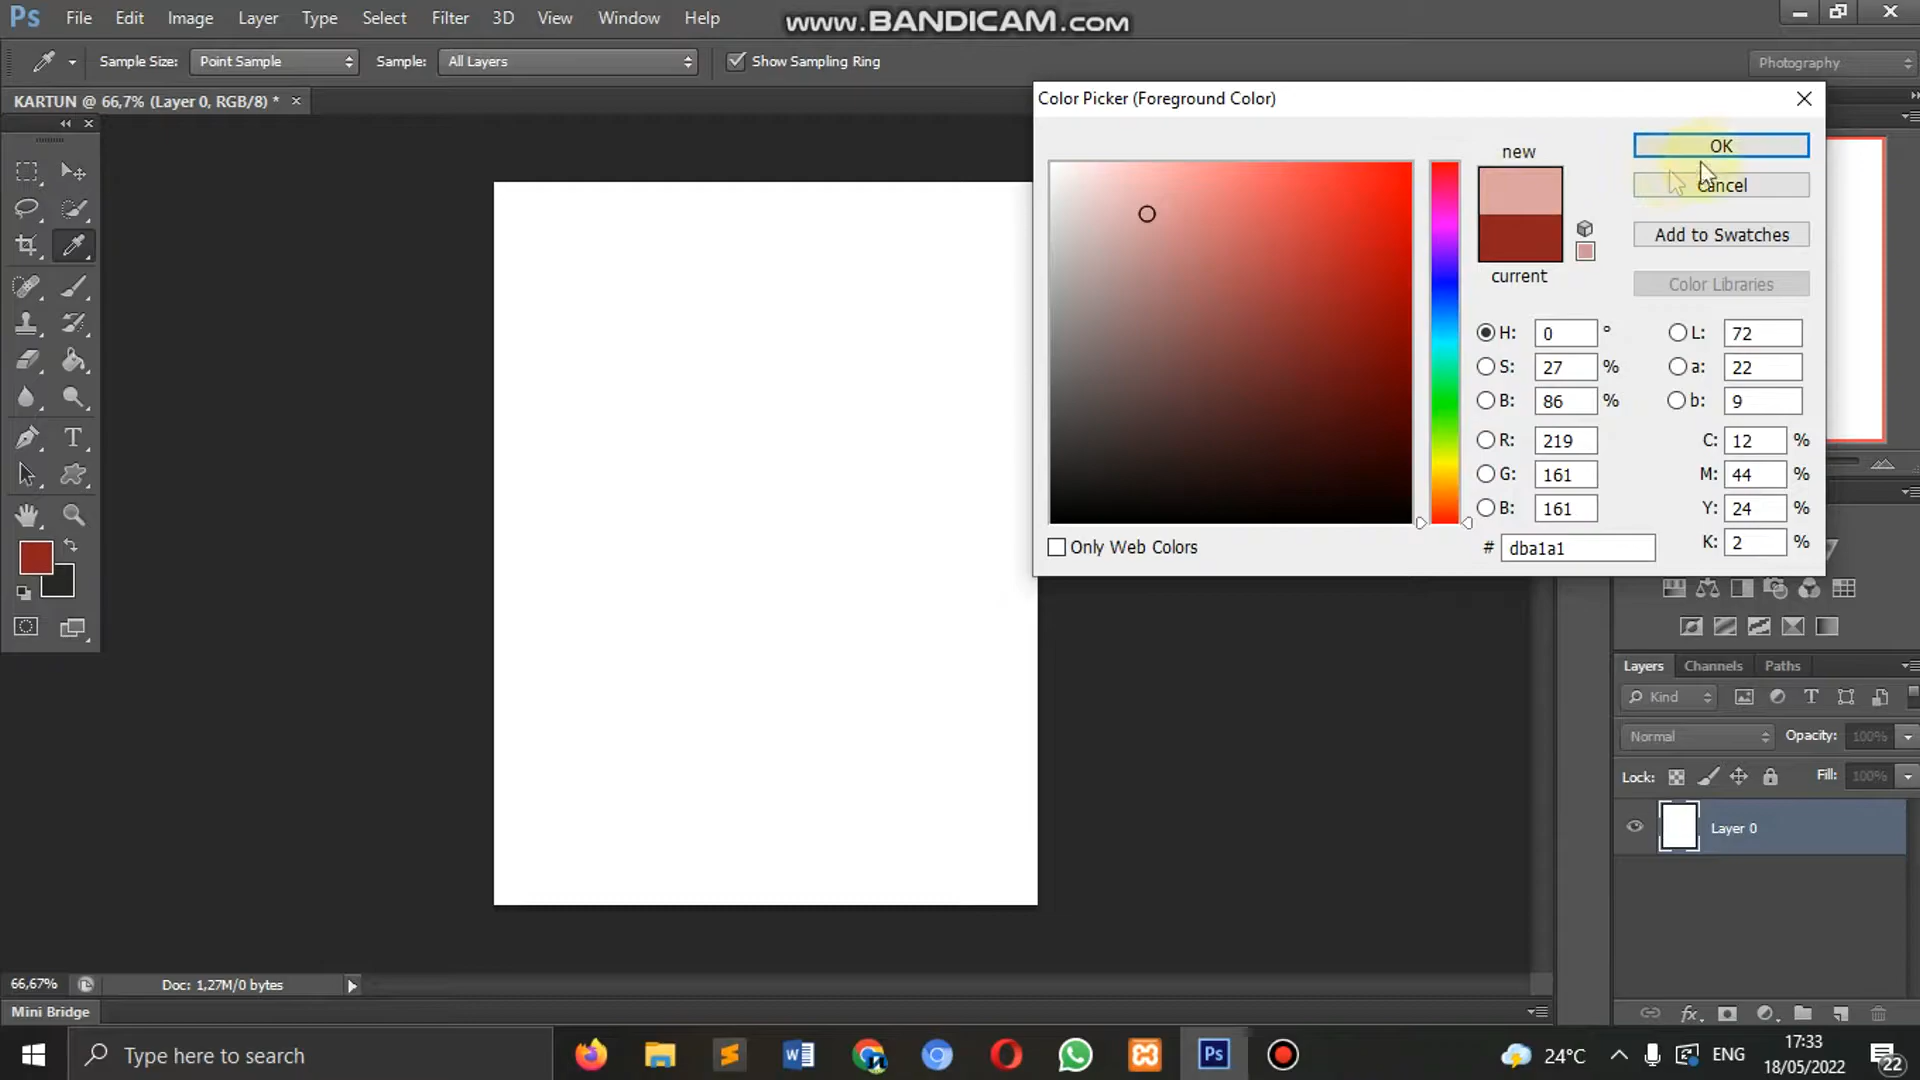 Ps File Edit Image Layer Type Select Filter 3D View Window Help
www.BANDICAM.com
Sample Size: Point Sample Sample: All Layers Show Sampling Ring Photography
KARTUN @ 66,7% (Layer 0, RGB/8) * ×
Color Picker (Foreground Color)
new
OK
Cancel
Add to Swatches
current
Color Libraries
H: 0 ° L: 72
S: 27 % a: 22
B: 86 % b: 9
R: 219 C: 12 %
G: 161 M: 44 %
B: 161 Y: 24 %
# dba1a1 K: 2 %
Only Web Colors
Layers Channels Paths
Kind
Normal Opacity: 100%
Lock: Fill: 100%
Layer 0
66,67% Doc: 1,27M/0 bytes
Mini Bridge
Type here to search
24°C ENG
17:33
18/05/2022
22